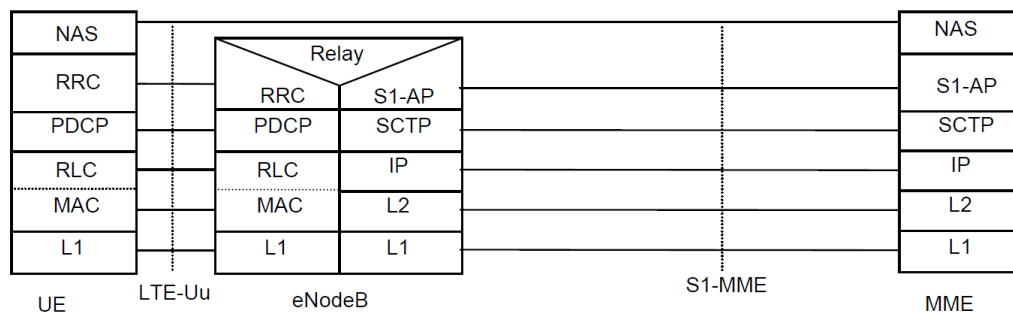 NAS
RRC
PDCP
RLC
MAC
L1
UE
LTE-Uu
Relay
RRC
S1-AP
PDCP
SCTP
RLC
IP
MAC
L2
L1
L1
eNodeB
S1-MME
NAS
S1-AP
SCTP
IP
L2
L1
MME